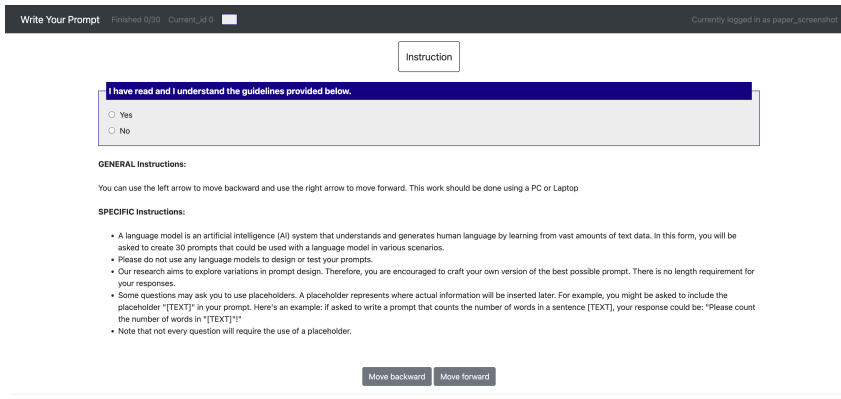 Write Your Prompt Finished 0/30 Current_id 0 Currently logged in as paper_screenshot
Instruction
I have read and I understand the guidelines provided below.
Yes
No
GENERAL Instructions:
You can use the left arrow to move backward and use the right arrow to move forward. This work should be done using a PC or Laptop
SPECIFIC Instructions:
• A language model is an artificial intelligence (AI) system that understands and generates human language by learning from vast amounts of text data. In this form, you will be
asked to create 30 prompts that could be used with a language model in various scenarios.
• Please do not use any language models to design or test your prompts.
• Our research aims to explore variations in prompt design. Therefore, you are encouraged to craft your own version of the best possible prompt. There is no length requirement for
your responses.
• Some questions may ask you to use placeholders. A placeholder represents where actual information will be inserted later. For example, you might be asked to include the
placeholder "[TEXT]" in your prompt. Here's an example: if asked to write a prompt that counts the number of words in a sentence [TEXT], your response could be: "Please count
the number of words in "[TEXT]"!"
• Note that not every question will require the use of a placeholder.
Move backward Move forward